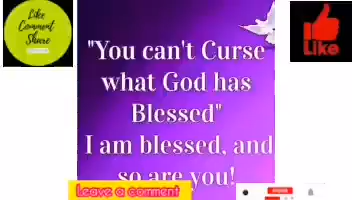 Like
Comment
Share
Like
"You can't Curse
what God has
Blessed"
I am blessed, and
so are you!
Leave a comment